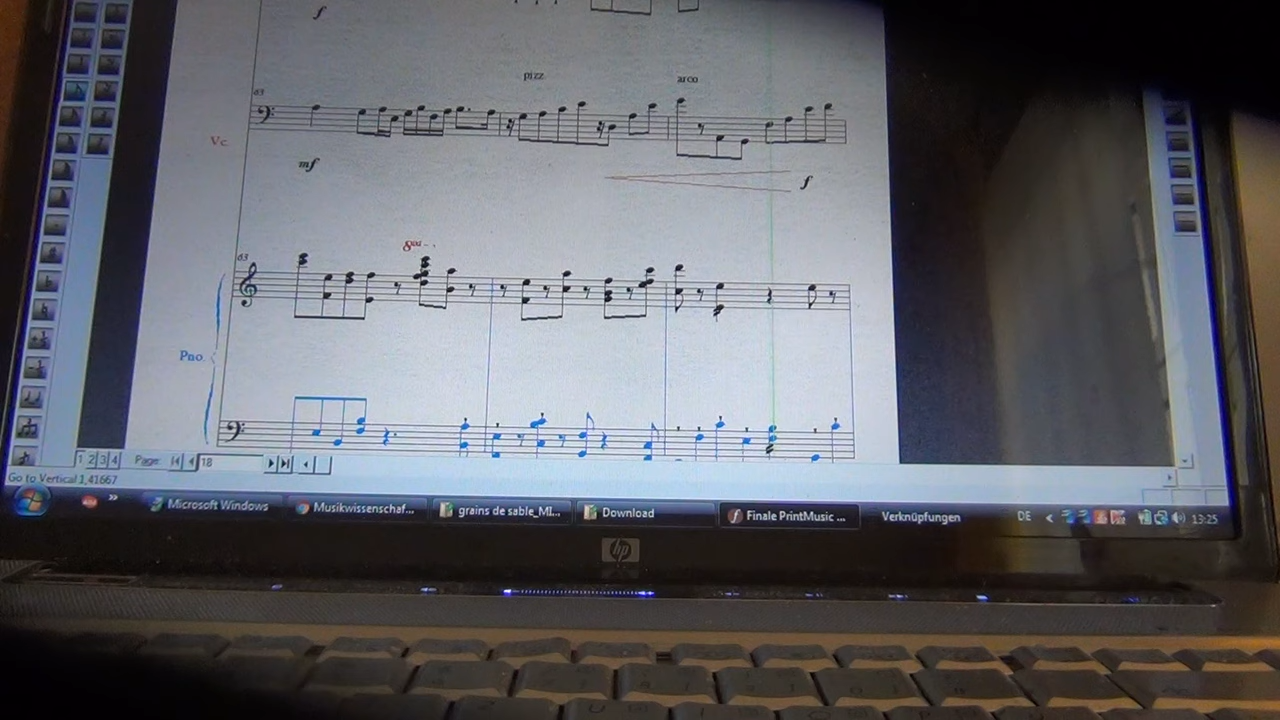 f
pizz
arco
63
Vc.
mf
f
63
8va
Pno.
1 2 3 4
Page:
18
Go to Vertical 1,41667
»
Microsoft Windows
Musikwissenschaf...
grains de sable_MI...
Download
Finale PrintMusic ...
Verknüpfungen
DE
13:25
hp